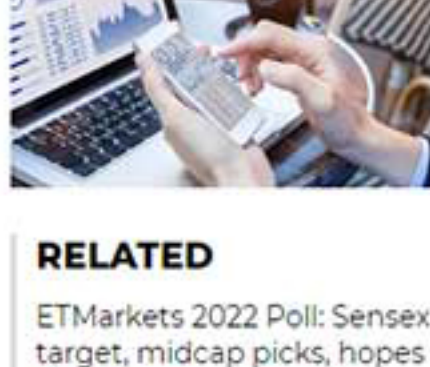 RELATED
ETMarkets 2022 Poll: Sensex
target, midcap picks, hopes